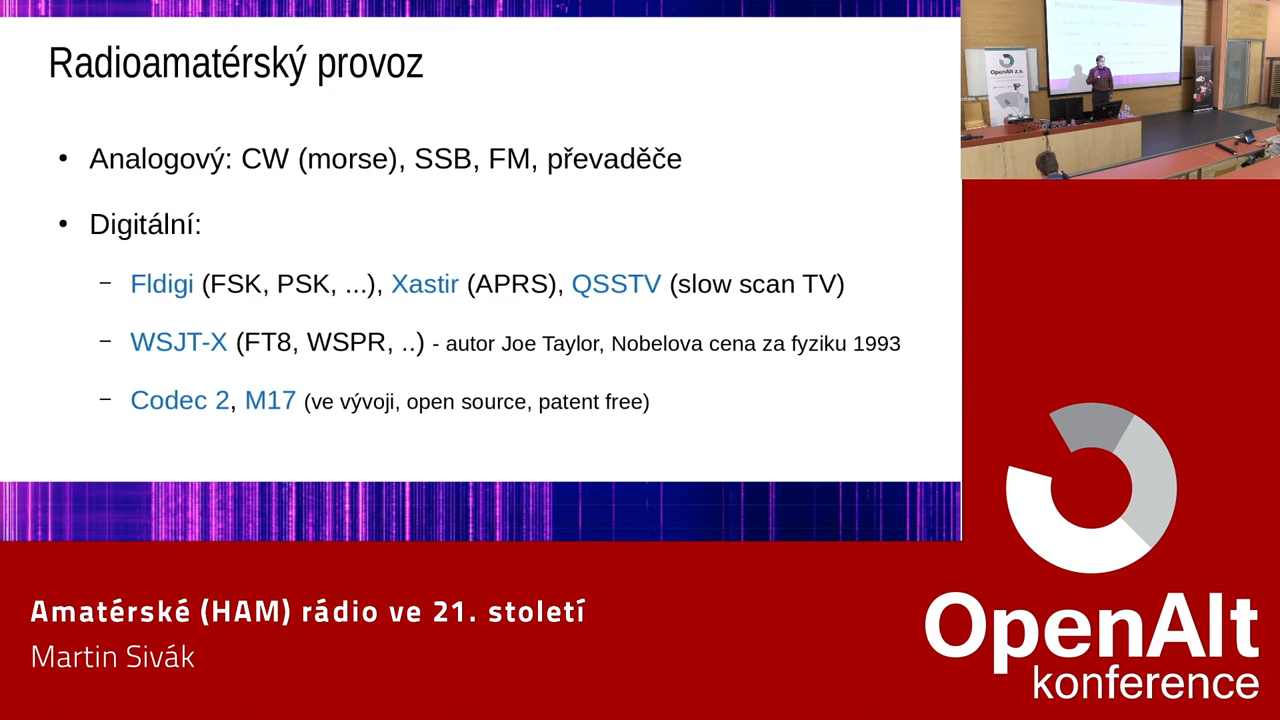 Radioamatérský provoz
• Analogový: CW (morse), SSB, FM, převaděče
• Digitální:
– Fldigi (FSK, PSK, ...), Xastir (APRS), QSSTV (slow scan TV)
– WSJT-X (FT8, WSPR, ..) - autor Joe Taylor, Nobelova cena za fyziku 1993
– Codec 2, M17 (ve vývoji, open source, patent free)
OpenAlt z.s.
Amatérské (HAM) rádio ve 21. století
Martin Sivák
OpenAlt
konference